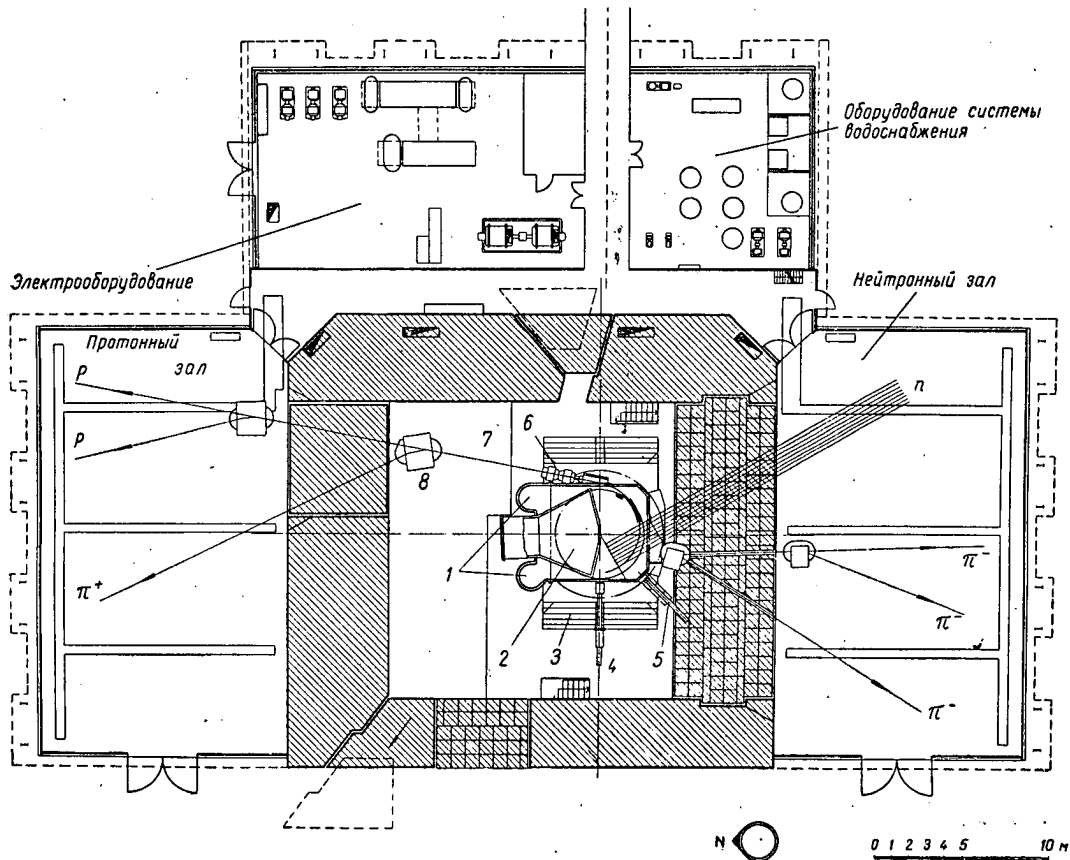 Оборудование системы
водоснабжения
Электрооборудование
Нейтронный зал
Протонный
зал
p
n
p
6
7
8
π⁺
1
π⁻
π⁻
2
3
4
5
π⁻
N
0 1 2 3 4 5 10 м